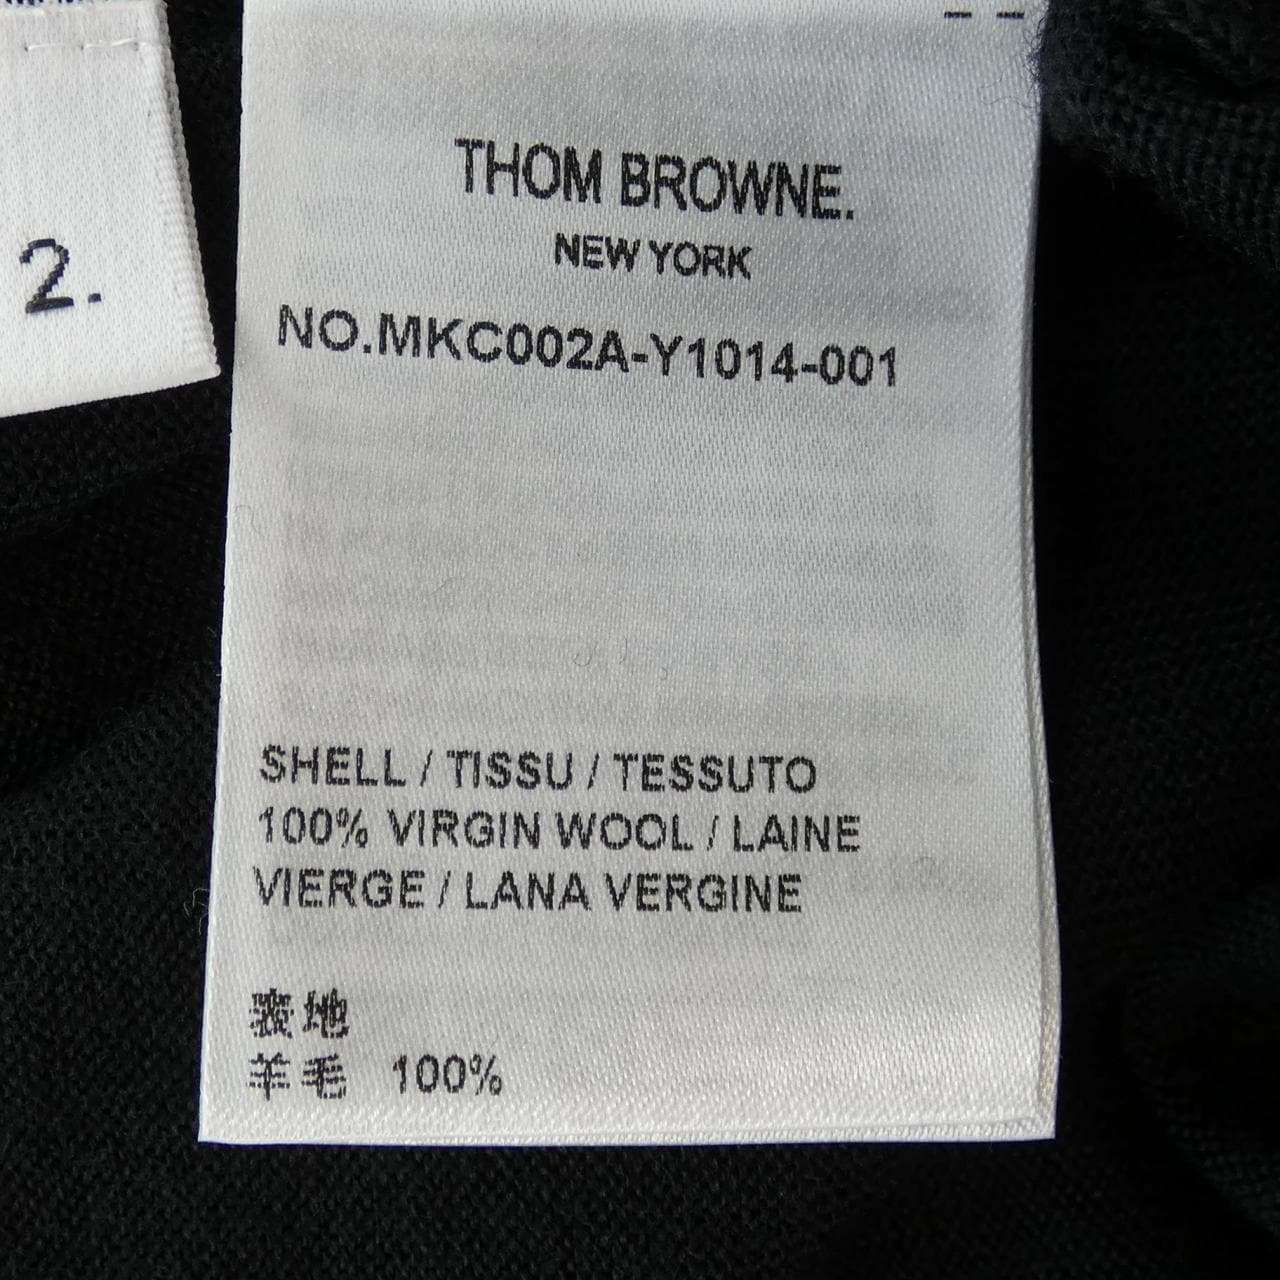 2.
THOM BROWNE.
NEW YORK
NO.MKC002A-Y1014-001
SHELL / TISSU / TESSUTO
100% VIRGIN WOOL / LAINE
VIERGE / LANA VERGINE
表地
羊毛 100%